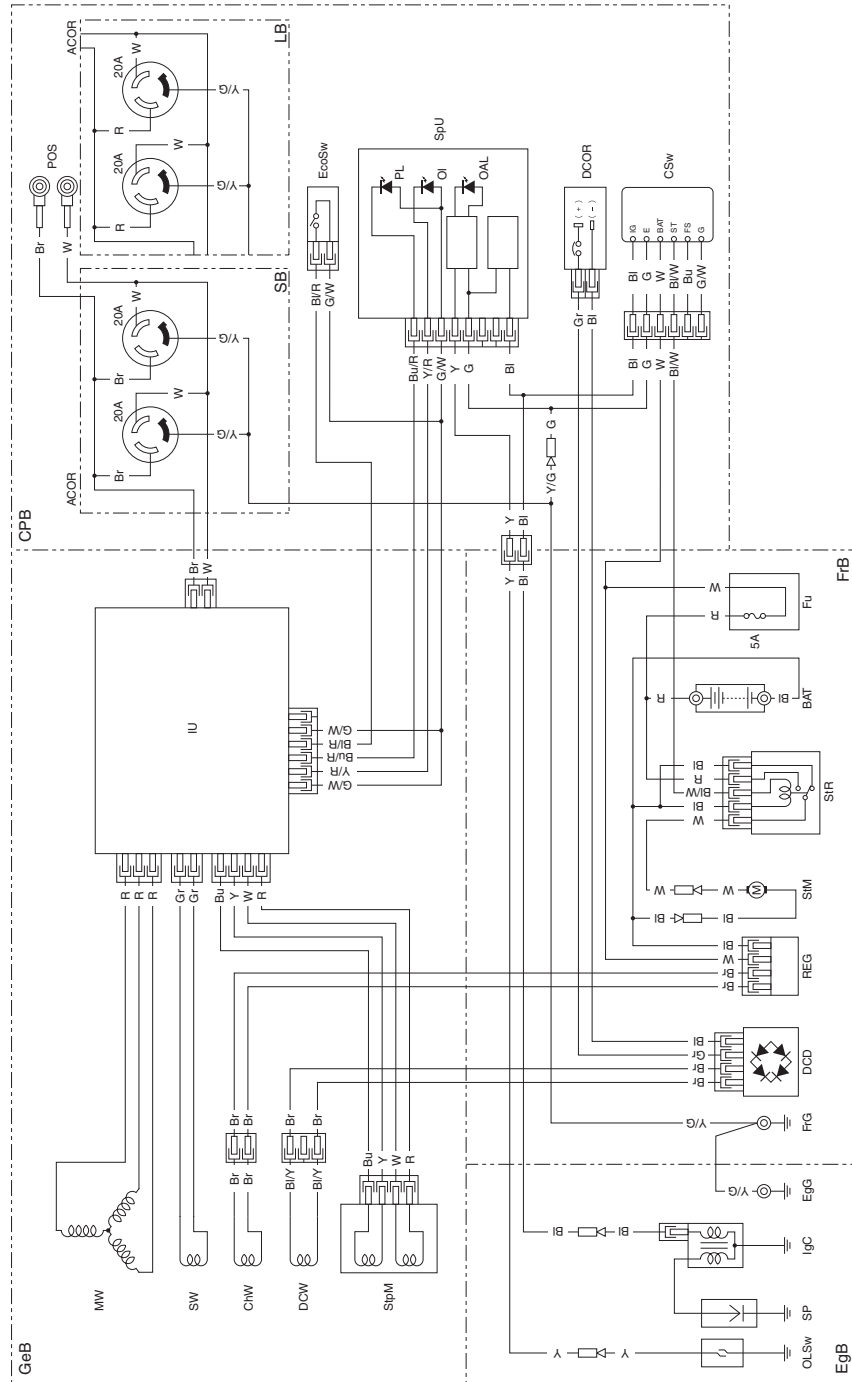 ACOR
LB
20A
W
R
Y/G
20A
W
R
Y/G
POS
Br
W
SB
20A
W
Br
Y/G
20A
W
Br
Y/G
ACOR
CPB
EcoSw
Bl/R
G/W
SpU
PL
OI
OAL
Bu/R
Y/R
G/W
Y
G
Bl
DCOR
(+)
(-)
Gr
Bl
CSw
IG
E
BAT
ST
FS
G
Bl
G
W
Bl/W
Bu
G/W
Bl
G
W
Bl/W
G
Y/G
Y
Bl
Y
Bl
Br
W
IU
G/W
Bl/R
Bu/R
Y/R
G/W
R
R
R
Gr
Gr
Bu
Y
W
R
FrB
W
R
5A
Fu
R
Bl
BAT
Bl
R
Bl/W
Bl
W
StR
W
W
M
Bl
Bl
StM
Bl
W
Br
Br
REG
Bl
Gr
Br
Br
DCD
Y/G
FrG
Y/G
EgG
Br
Br
Br
Br
Br
Br
Bl/Y
Bl/Y
Bu
Y
W
R
MW
SW
ChW
DCW
StpM
GeB
Bl
Bl
IgC
SP
Y
Y
OLSw
EgB